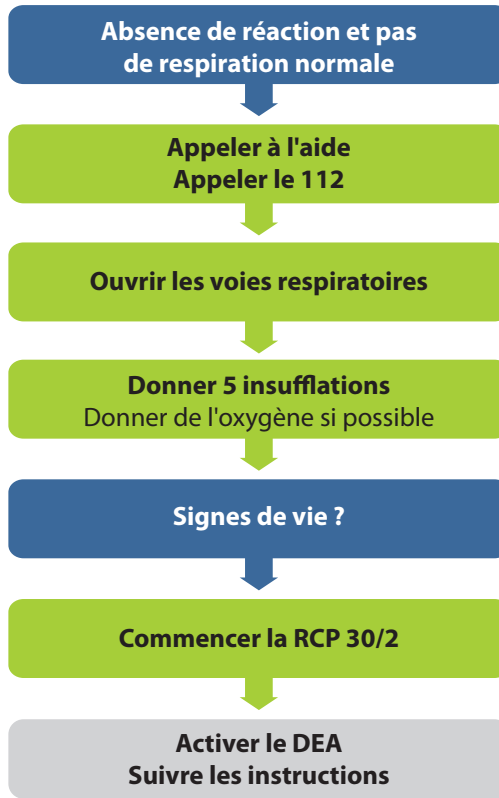 Absence de réaction et pas
de respiration normale
Appeler à l'aide
Appeler le 112
Ouvrir les voies respiratoires
Donner 5 insufflations
Donner de l'oxygène si possible
Signes de vie ?
Commencer la RCP 30/2
Activer le DEA
Suivre les instructions